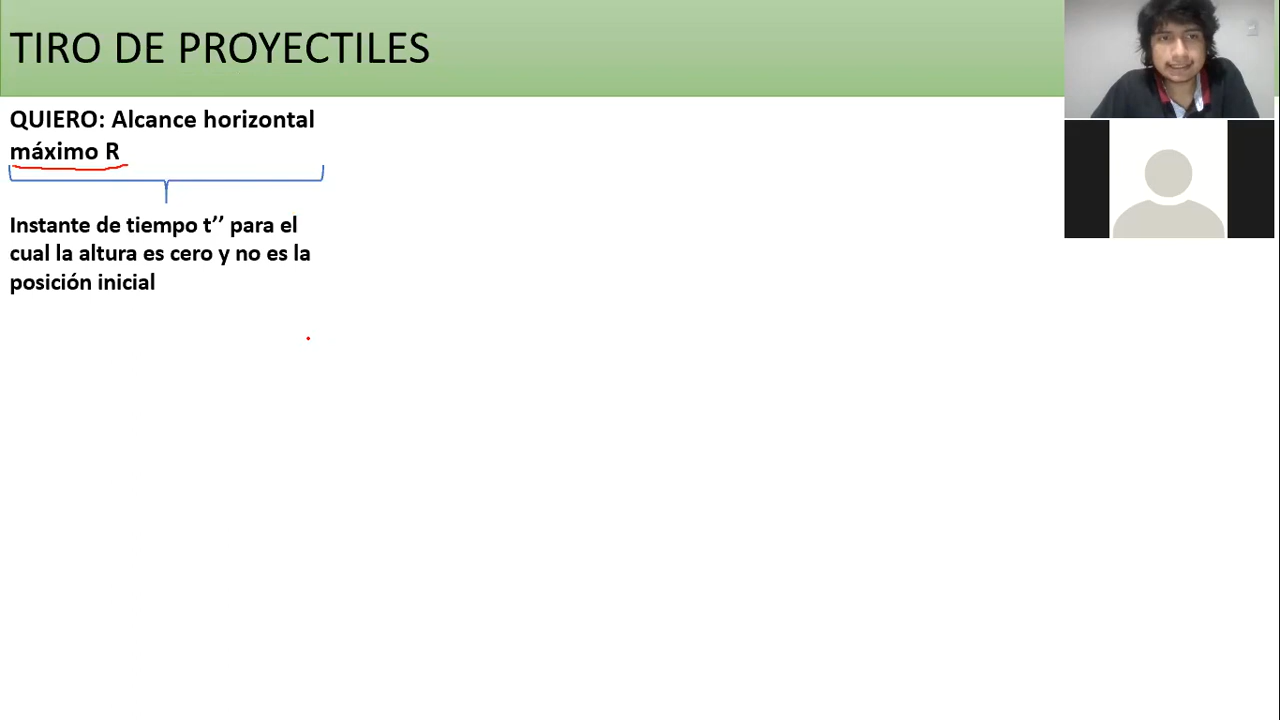 TIRO DE PROYECTILES
QUIERO: Alcance horizontal
máximo R
Instante de tiempo t’’ para el
cual la altura es cero y no es la
posición inicial